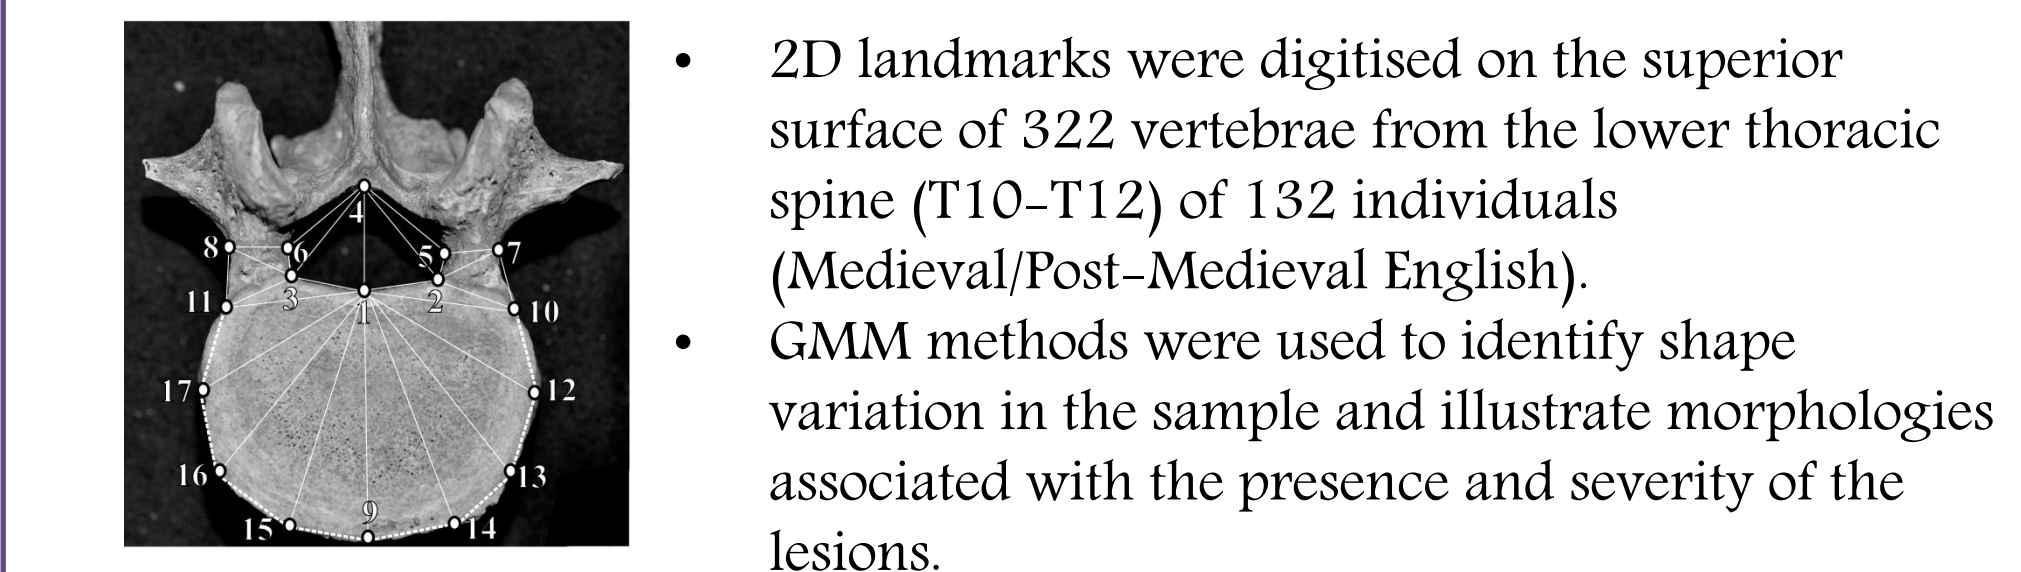 4
8
6
5
7
11
3
1
2
10
17
12
16
13
15
9
14
• 2D landmarks were digitised on the superior
surface of 322 vertebrae from the lower thoracic
spine (T10-T12) of 132 individuals
(Medieval/Post-Medieval English).
• GMM methods were used to identify shape
variation in the sample and illustrate morphologies
associated with the presence and severity of the
lesions.